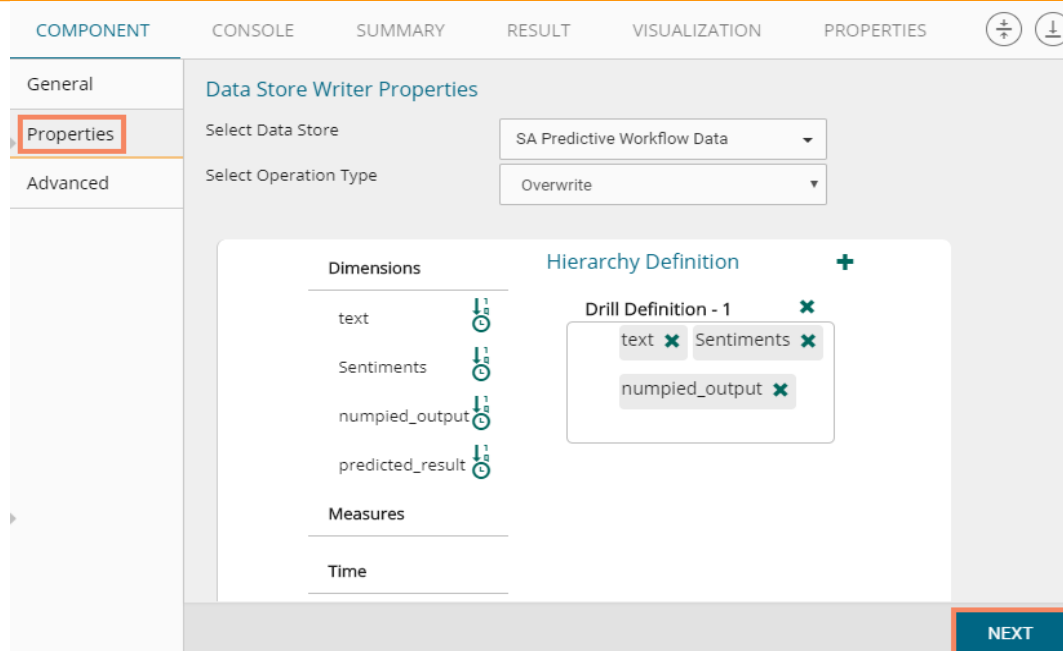 COMPONENT CONSOLE SUMMARY RESULT VISUALIZATION PROPERTIES
General
Properties
Advanced
Data Store Writer Properties
Select Data Store SA Predictive Workflow Data
Select Operation Type Overwrite
Dimensions
text
Sentiments
numpied_output
predicted_result
Measures
Time
Hierarchy Definition
Drill Definition - 1
text Sentiments
numpied_output
NEXT